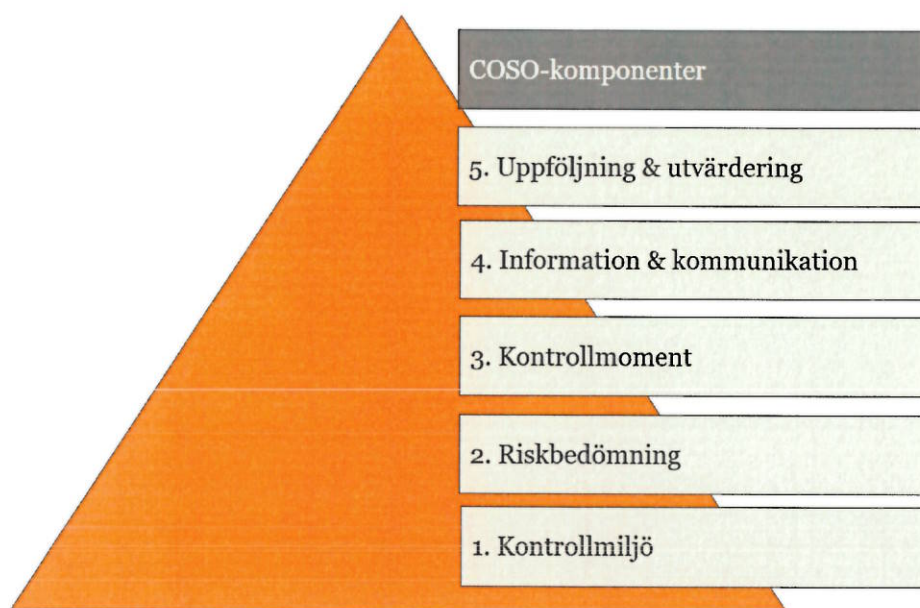 COSO-komponenter
5. Uppföljning & utvärdering
4. Information & kommunikation
3. Kontrollmoment
2. Riskbedömning
1. Kontrollmiljö